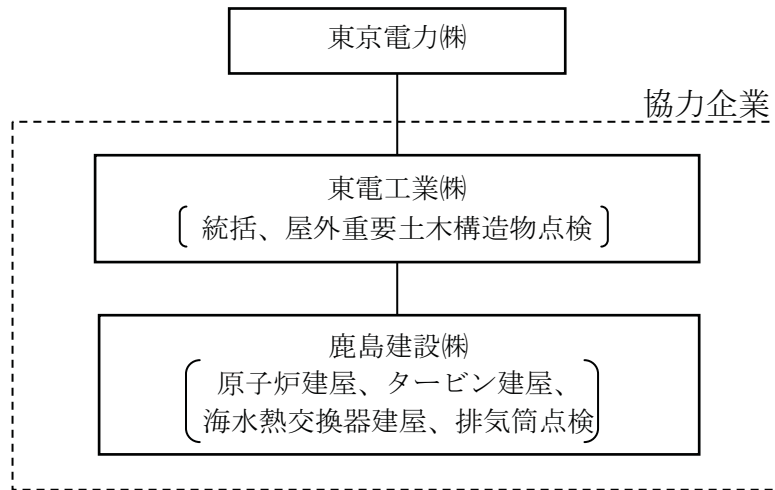 東京電力㈱
協力企業
東電工業㈱
統括、屋外重要土木構造物点検
鹿島建設㈱
原子炉建屋、タービン建屋、
海水熱交換器建屋、排気筒点検